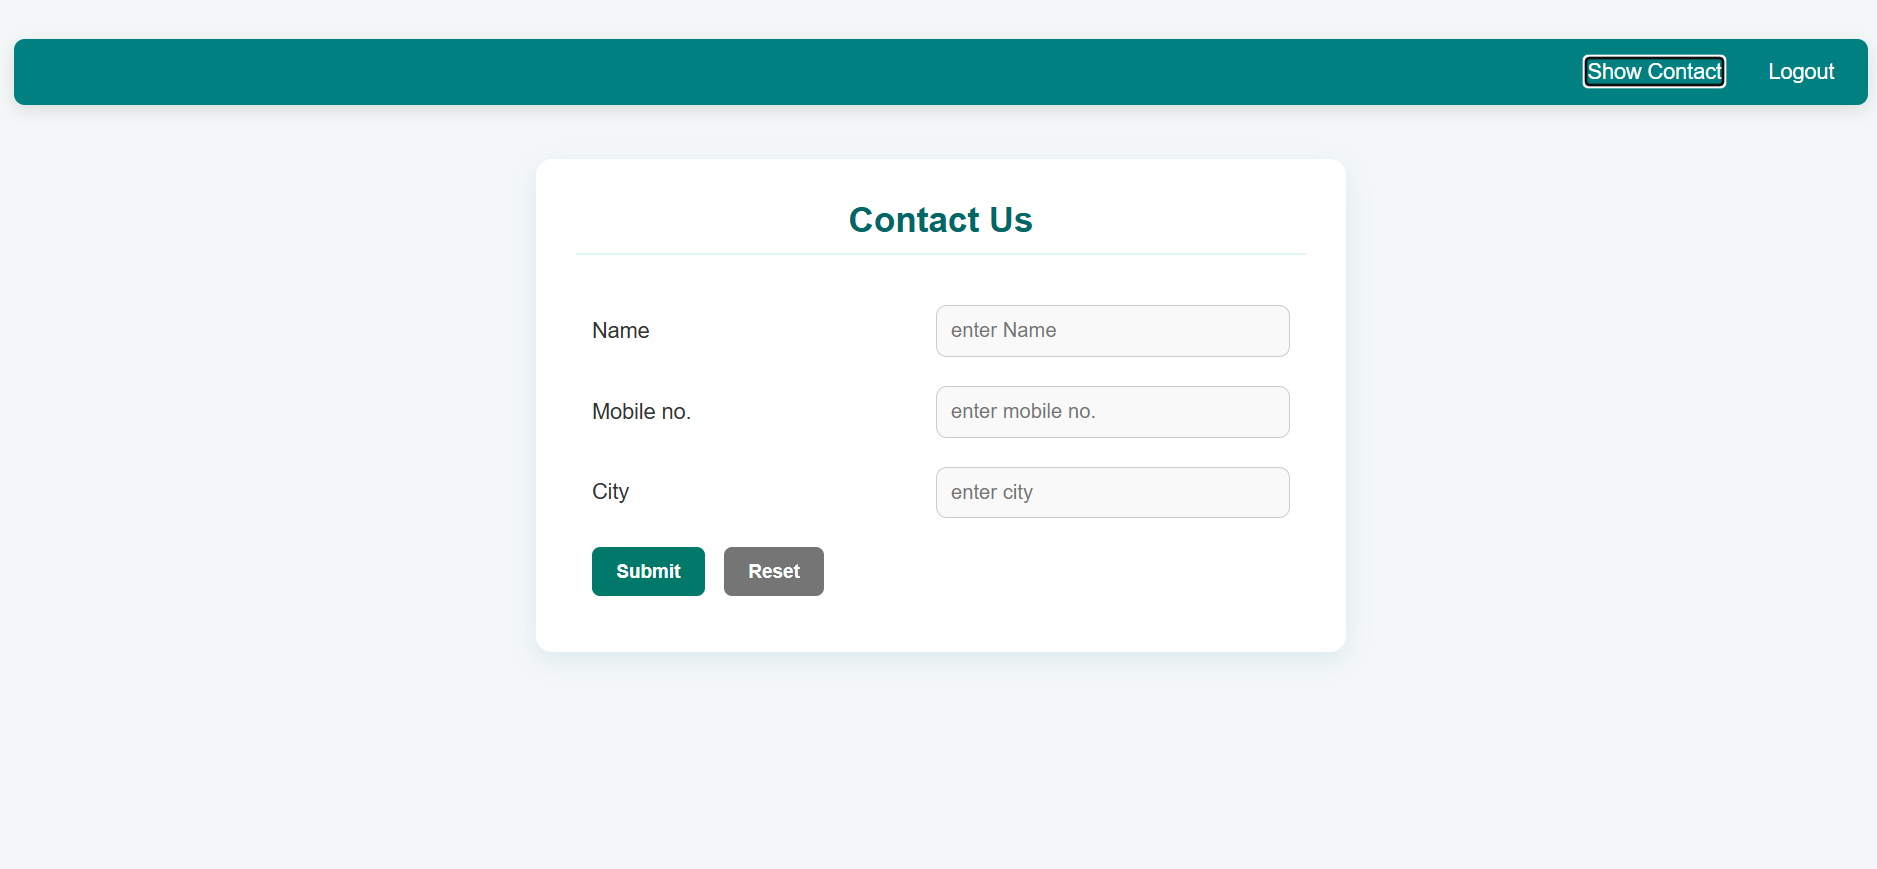 Show Contact Logout
Contact Us
Name enter Name
Mobile no. enter mobile no.
City enter city
Submit Reset